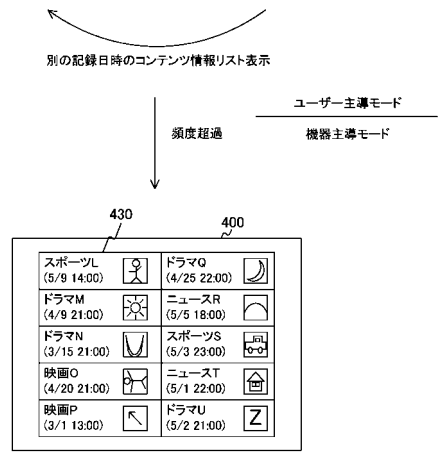 別の記録日時のコンテンツ情報リスト表示
ユーザー主導モード
頻度超過
機器主導モード
430
400
スポーツL
(5/9 14:00)
ドラマQ
(4/25 22:00)
ドラマM
(4/9 21:00)
ニュースR
(5/5 18:00)
ドラマN
(3/15 21:00)
スポーツS
(5/3 23:00)
映画O
(4/20 21:00)
ニュースT
(5/1 22:00)
映画P
(3/1 13:00)
ドラマU
(5/2 21:00)
Z